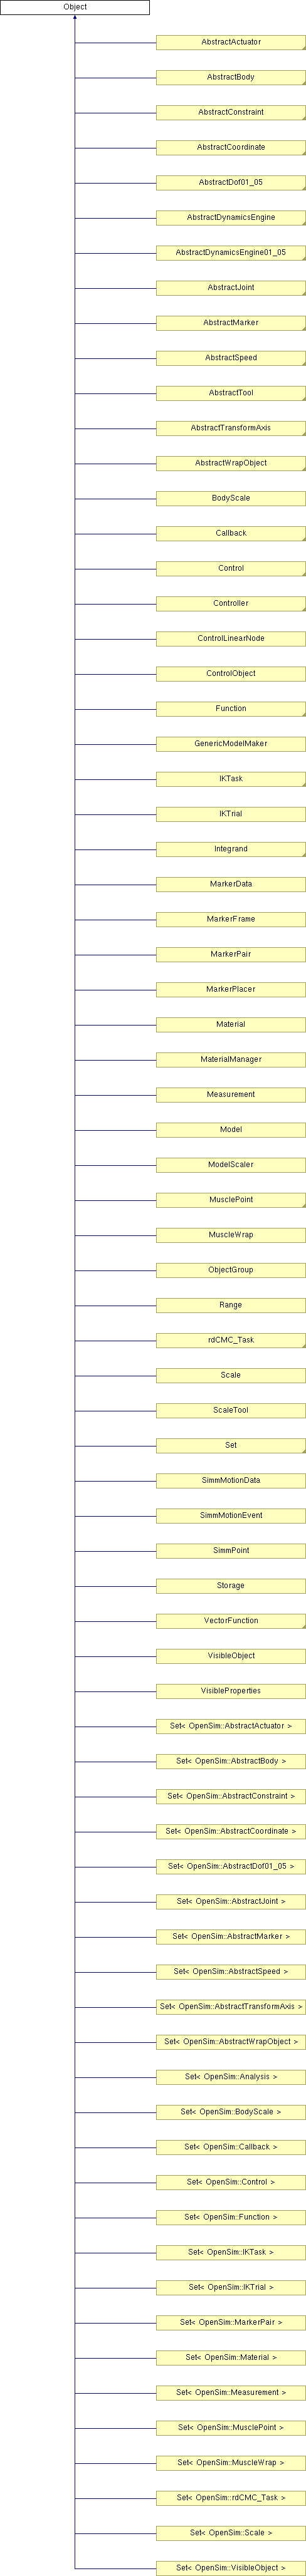 Object
AbstractActuator
AbstractBody
AbstractConstraint
AbstractCoordinate
AbstractDof01_05
AbstractDynamicsEngine
AbstractDynamicsEngine01_05
AbstractJoint
AbstractMarker
AbstractSpeed
AbstractTool
AbstractTransformAxis
AbstractWrapObject
BodyScale
Callback
Control
Controller
ControlLinearNode
ControlObject
Function
GenericModelMaker
IKTask
IKTrial
Integrand
MarkerData
MarkerFrame
MarkerPair
MarkerPlacer
Material
MaterialManager
Measurement
Model
ModelScaler
MusclePoint
MuscleWrap
ObjectGroup
Range
rdCMC_Task
Scale
ScaleTool
Set
SimmMotionData
SimmMotionEvent
SimmPoint
Storage
VectorFunction
VisibleObject
VisibleProperties
Set< OpenSim::AbstractActuator >
Set< OpenSim::AbstractBody >
Set< OpenSim::AbstractConstraint >
Set< OpenSim::AbstractCoordinate >
Set< OpenSim::AbstractDof01_05 >
Set< OpenSim::AbstractJoint >
Set< OpenSim::AbstractMarker >
Set< OpenSim::AbstractSpeed >
Set< OpenSim::AbstractTransformAxis >
Set< OpenSim::AbstractWrapObject >
Set< OpenSim::Analysis >
Set< OpenSim::BodyScale >
Set< OpenSim::Callback >
Set< OpenSim::Control >
Set< OpenSim::Function >
Set< OpenSim::IKTask >
Set< OpenSim::IKTrial >
Set< OpenSim::MarkerPair >
Set< OpenSim::Material >
Set< OpenSim::Measurement >
Set< OpenSim::MusclePoint >
Set< OpenSim::MuscleWrap >
Set< OpenSim::rdCMC_Task >
Set< OpenSim::Scale >
Set< OpenSim::VisibleObject >